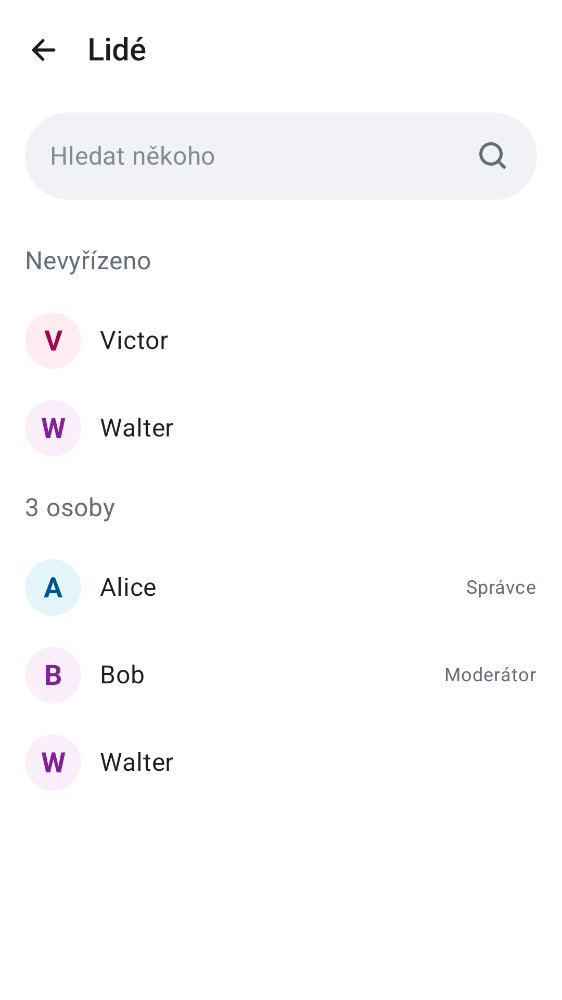 Lidé
Hledat někoho
Nevyřízeno
V Victor
W Walter
3 osoby
A Alice Správce
B Bob Moderátor
W Walter